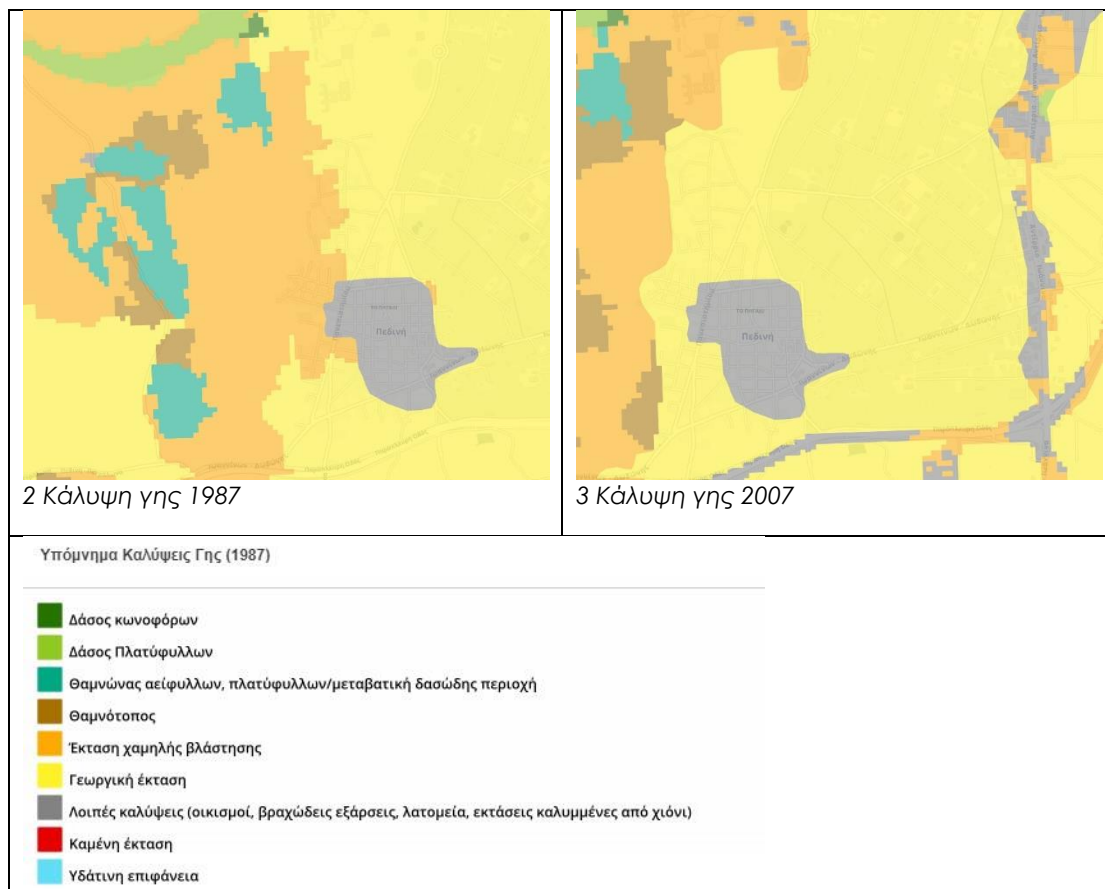 Πεδινή
Πεδινή
2 Κάλυψη γης 1987
3 Κάλυψη γης 2007
Υπόμνημα Καλύψεις Γης (1987)
Δάσος κωνοφόρων
Δάσος Πλατύφυλλων
Θαμνώνας αείφυλλων, πλατύφυλλων/μεταβατική δασώδης περιοχή
Θαμνότοπος
Έκταση χαμηλής βλάστησης
Γεωργική έκταση
Λοιπές καλύψεις (οικισμοί, βραχώδεις εξάρσεις, λατομεία, εκτάσεις καλυμμένες από χιόνι)
Καμένη έκταση
Υδάτινη επιφάνεια